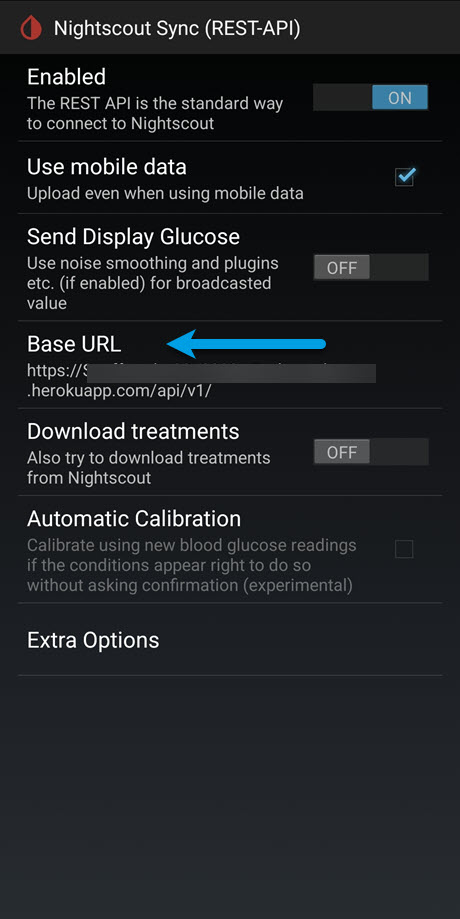 Nightscout Sync (REST-API)
Enabled
The REST API is the standard way
to connect to Nightscout
ON
Use mobile data
Upload even when using mobile data
Send Display Glucose
Use noise smoothing and plugins
etc. (if enabled) for broadcasted
value
OFF
Base URL
https://
.herokuapp.com/api/v1/
Download treatments
Also try to download treatments
from Nightscout
OFF
Automatic Calibration
Calibrate using new blood glucose readings
if the conditions appear right to do so
without asking confirmation (experimental)
Extra Options